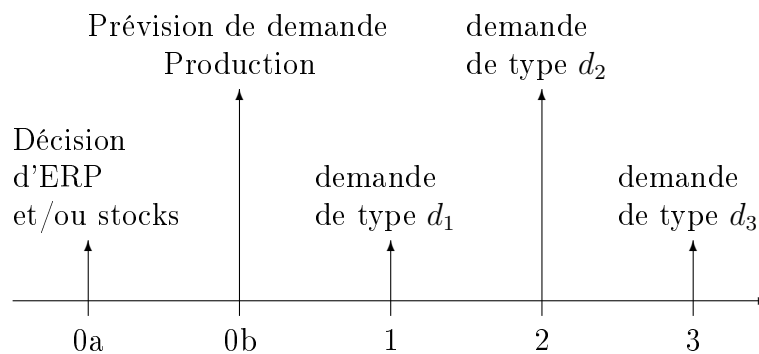 Prévision de demande
Production
demande
de type d₂
Décision
d'ERP
et/ou stocks
demande
de type d₁
demande
de type d₃
0a
0b
1
2
3